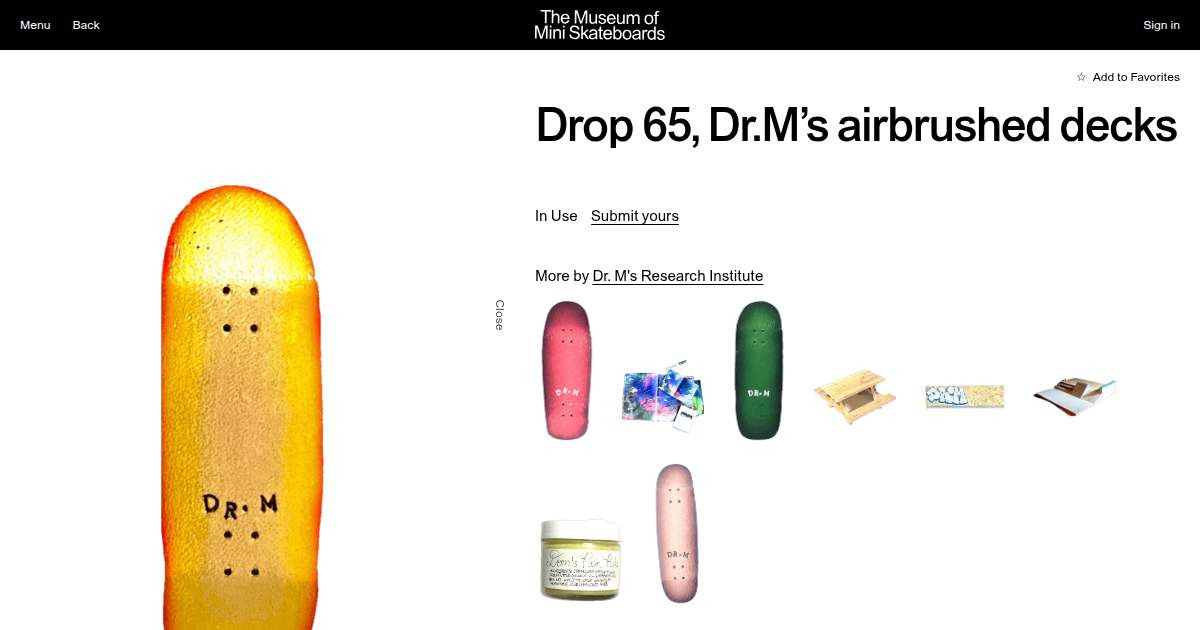 Menu
Back
The Museum of
Mini Skateboards
Sign in
☆ Add to Favorites
Drop 65, Dr.M’s airbrushed decks
In Use Submit yours
More by Dr. M's Research Institute
Close
DR. M
DR.M
DR.M
DR.M